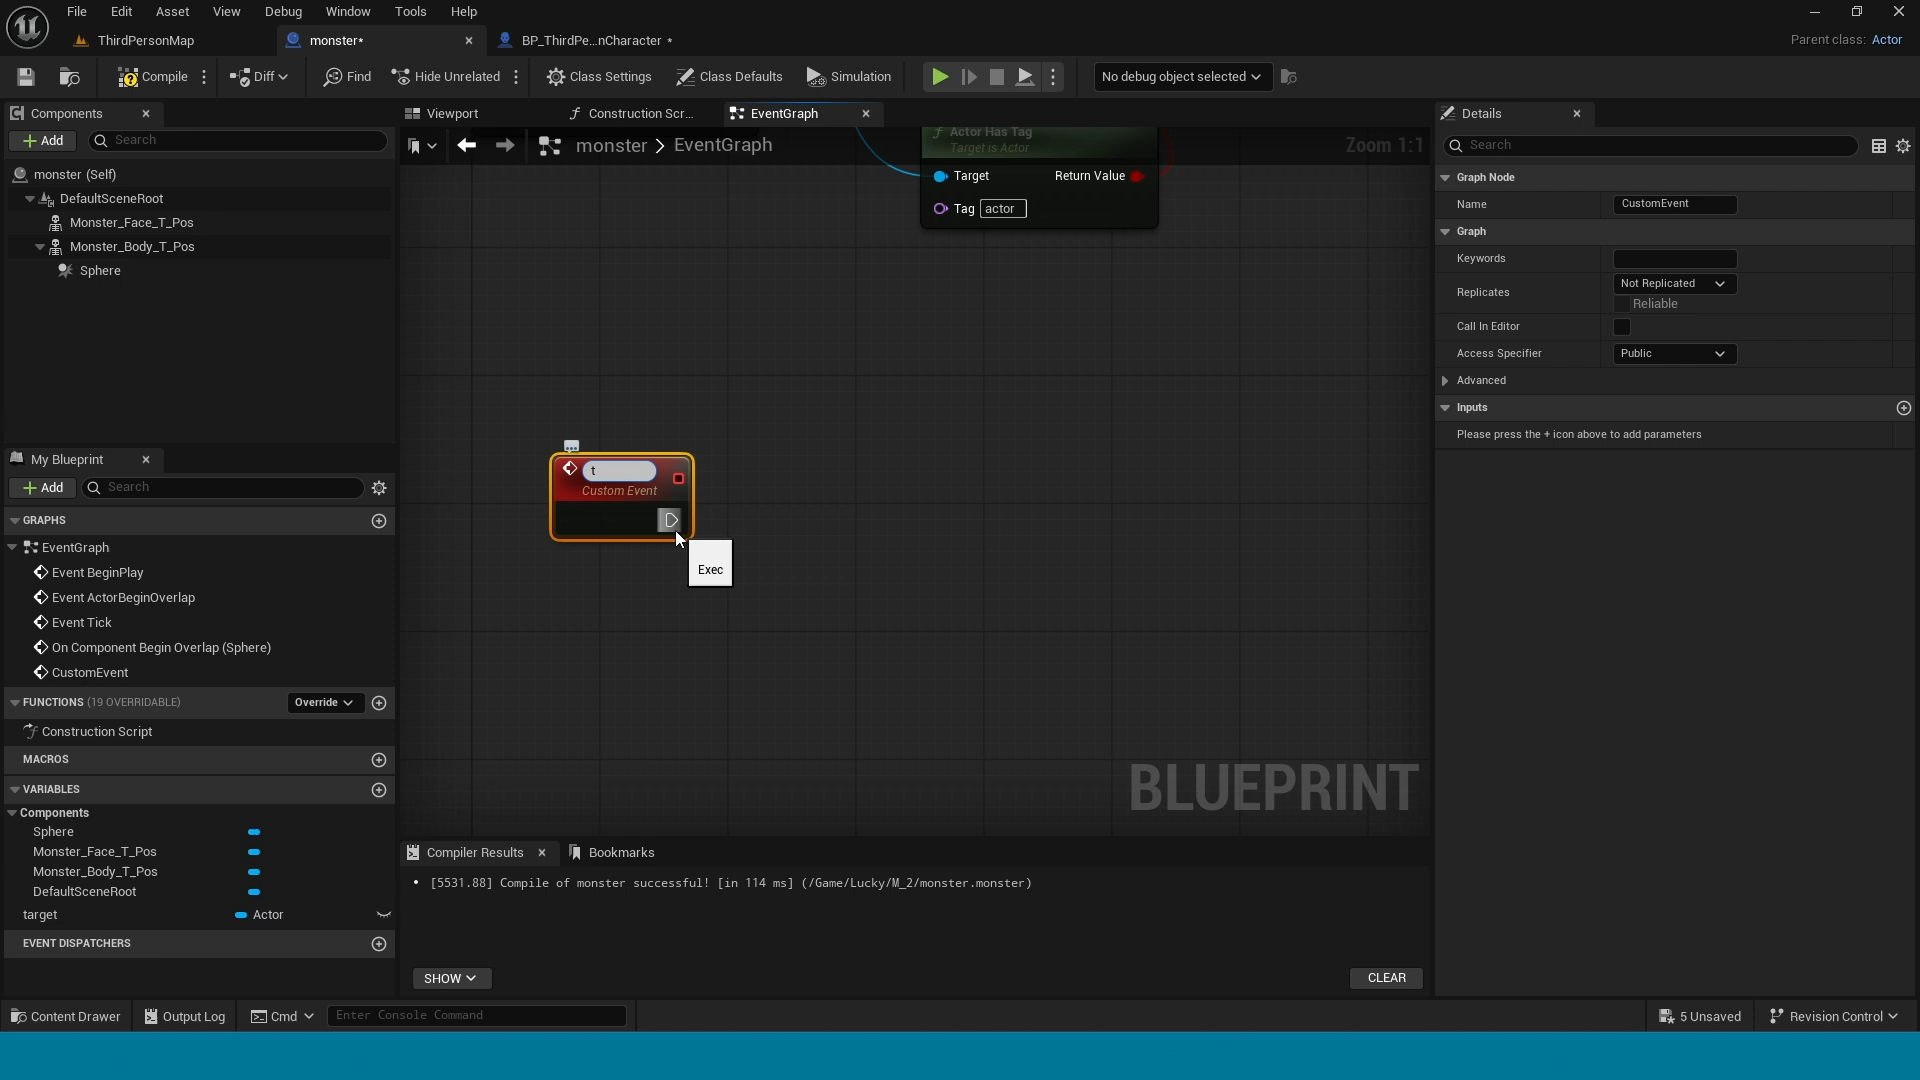 File Edit Asset View Debug Window Tools Help
ThirdPersonMap monster* BP_ThirdPe...nCharacter * Parent class: Actor
Compile Diff Find Hide Unrelated Class Settings Class Defaults Simulation No debug object selected
Components
Add Search
monster (Self)
DefaultSceneRoot
Monster_Face_T_Pos
Monster_Body_T_Pos
Sphere
My Blueprint
Add Search
GRAPHS
EventGraph
Event BeginPlay
Event ActorBeginOverlap
Event Tick
On Component Begin Overlap (Sphere)
CustomEvent
FUNCTIONS (19 OVERRIDABLE) Override
Construction Script
MACROS
VARIABLES
Components
Sphere
Monster_Face_T_Pos
Monster_Body_T_Pos
DefaultSceneRoot
target Actor
EVENT DISPATCHERS
Viewport Construction Scr... EventGraph
monster > EventGraph Zoom 1:1
Actor Has Tag
Target is Actor
Target Return Value
Tag actor
t
Custom Event
Exec
BLUEPRINT
Compiler Results Bookmarks
• [5531.88] Compile of monster successful! [in 114 ms] (/Game/Lucky/M_2/monster.monster)
SHOW CLEAR
Details
Search
Graph Node
Name CustomEvent
Graph
Keywords
Replicates Not Replicated
Reliable
Call In Editor
Access Specifier Public
Advanced
Inputs
Please press the + icon above to add parameters
Content Drawer Output Log Cmd Enter Console Command 5 Unsaved Revision Control